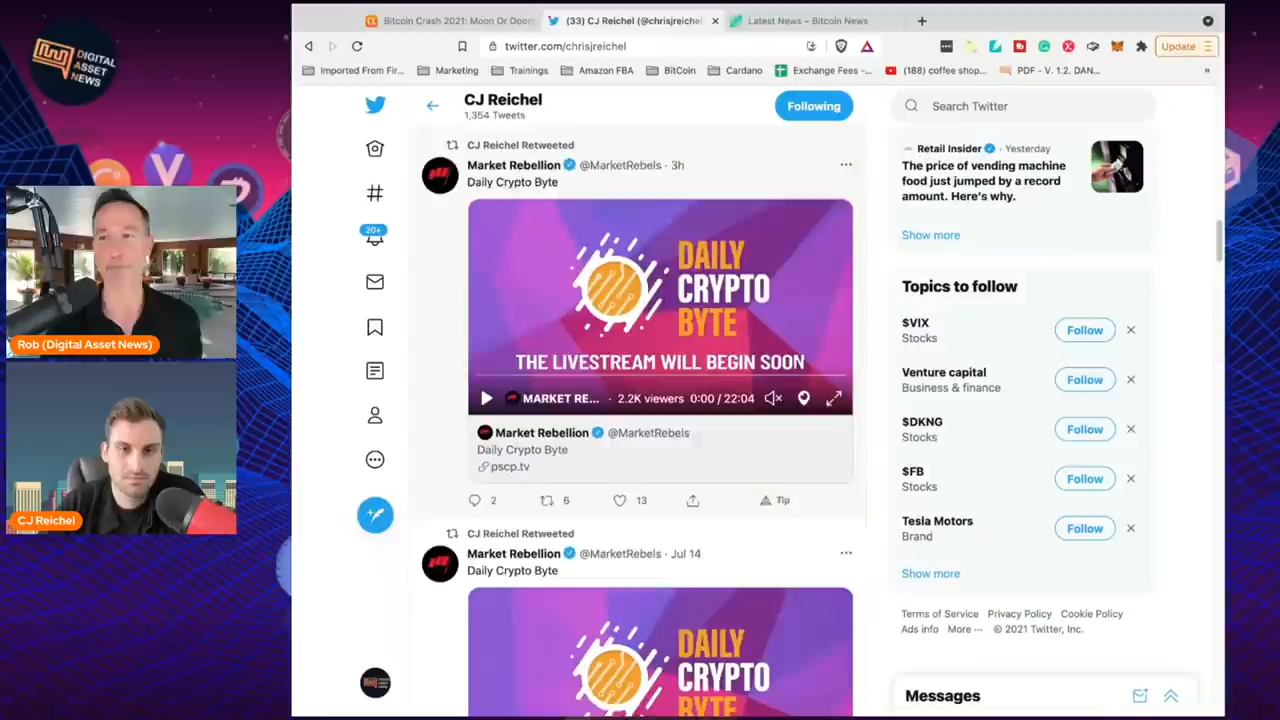 DIGITAL
ASSET
NEWS
Rob (Digital Asset News)
CJ Reichel
Bitcoin Crash 2021: Moon Or Doom
(33) CJ Reichel (@chrisjreichel
Latest News – Bitcoin News
twitter.com/chrisjreichel
Update
Imported From Fir...
Marketing
Trainings
Amazon FBA
BitCoin
Cardano
Exchange Fees -...
(188) coffee shop...
PDF - V. 1.2. DAN...
»
20+
CJ Reichel
1,354 Tweets
Following
CJ Reichel Retweeted
Market Rebellion @MarketRebels · 3h
Daily Crypto Byte
DAILY
CRYPTO
BYTE
THE LIVESTREAM WILL BEGIN SOON
MARKET RE... · 2.2K viewers 0:00 / 22:04
Market Rebellion @MarketRebels
Daily Crypto Byte
pscp.tv
2 6 13 Tip
CJ Reichel Retweeted
Market Rebellion @MarketRebels · Jul 14
Daily Crypto Byte
DAILY
CRYPTO
BYTE
Search Twitter
Retail Insider · Yesterday
The price of vending machine
food just jumped by a record
amount. Here's why.
Show more
Topics to follow
$VIX
Stocks
Follow
Venture capital
Business & finance
Follow
$DKNG
Stocks
Follow
$FB
Stocks
Follow
Tesla Motors
Brand
Follow
Show more
Terms of Service Privacy Policy Cookie Policy
Ads info More ··· © 2021 Twitter, Inc.
Messages